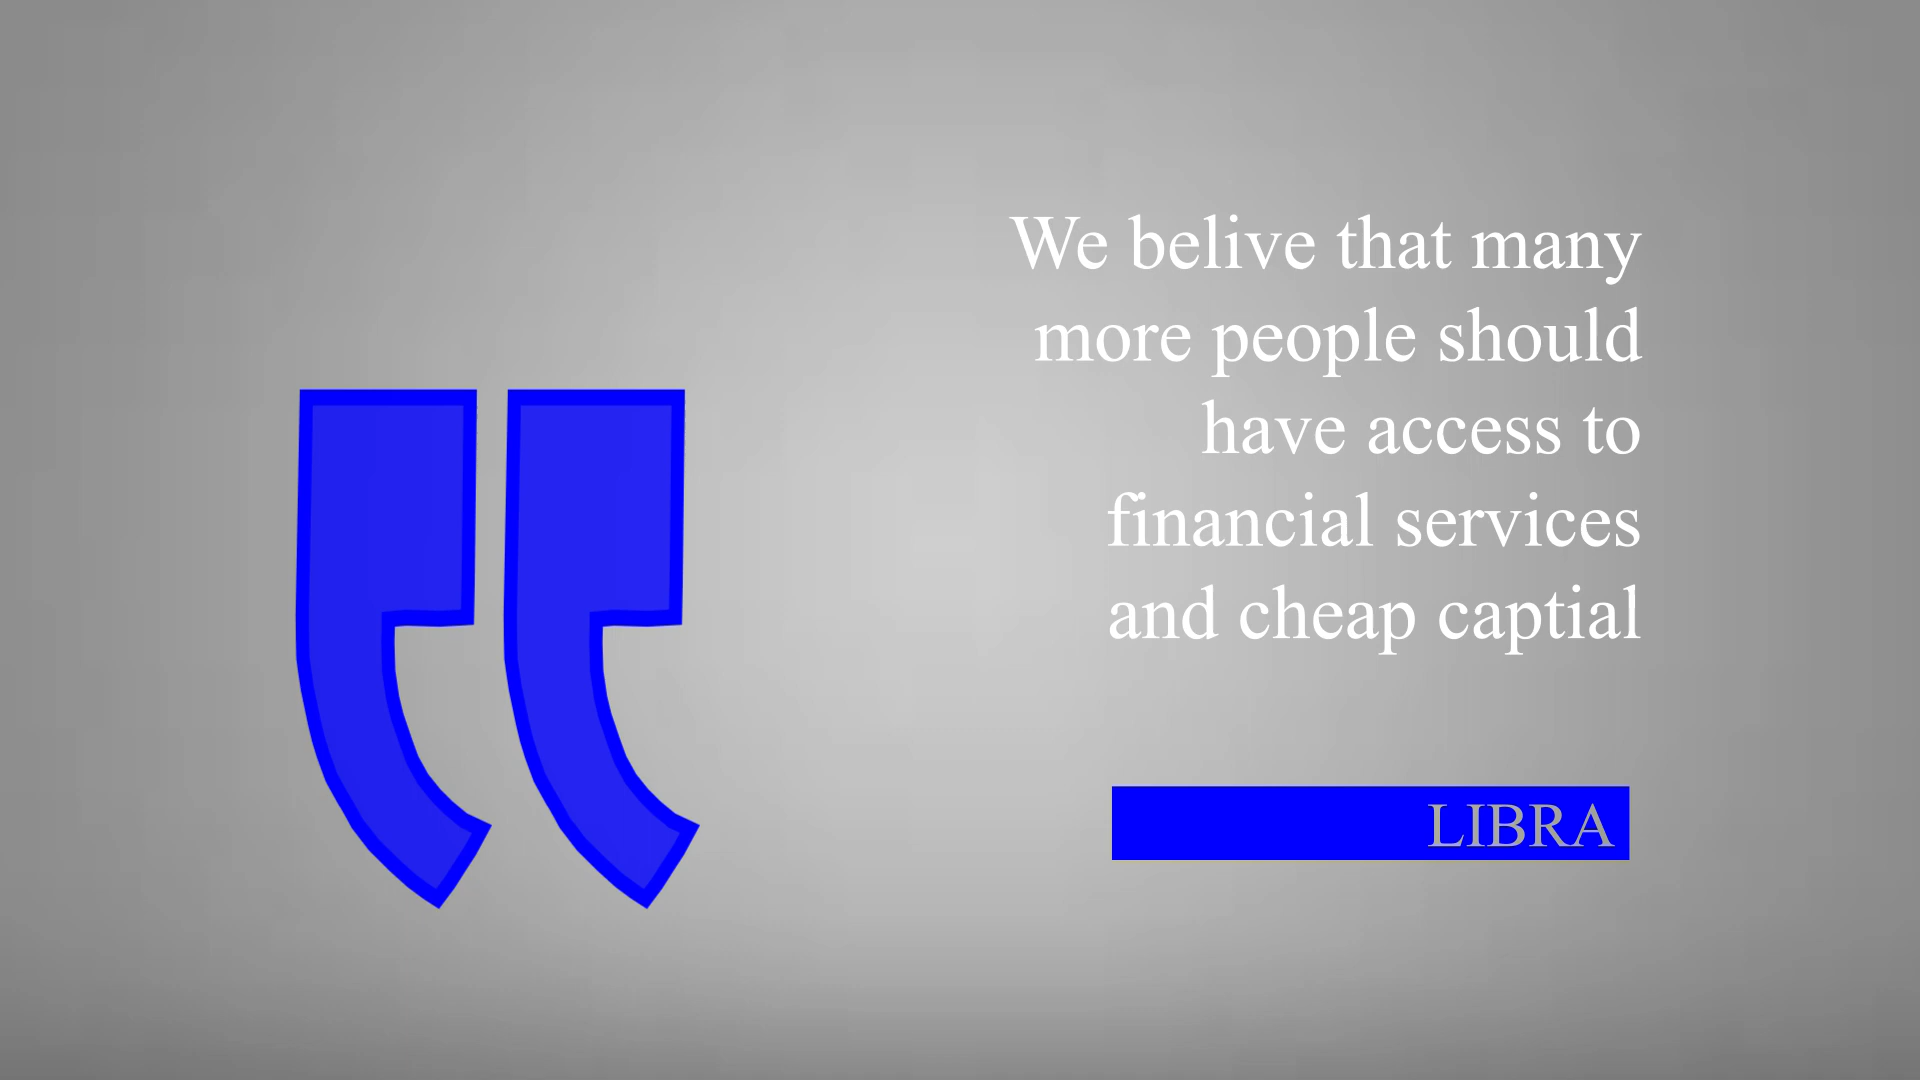 We belive that many
more people should
have access to
financial services
and cheap captial
LIBRA